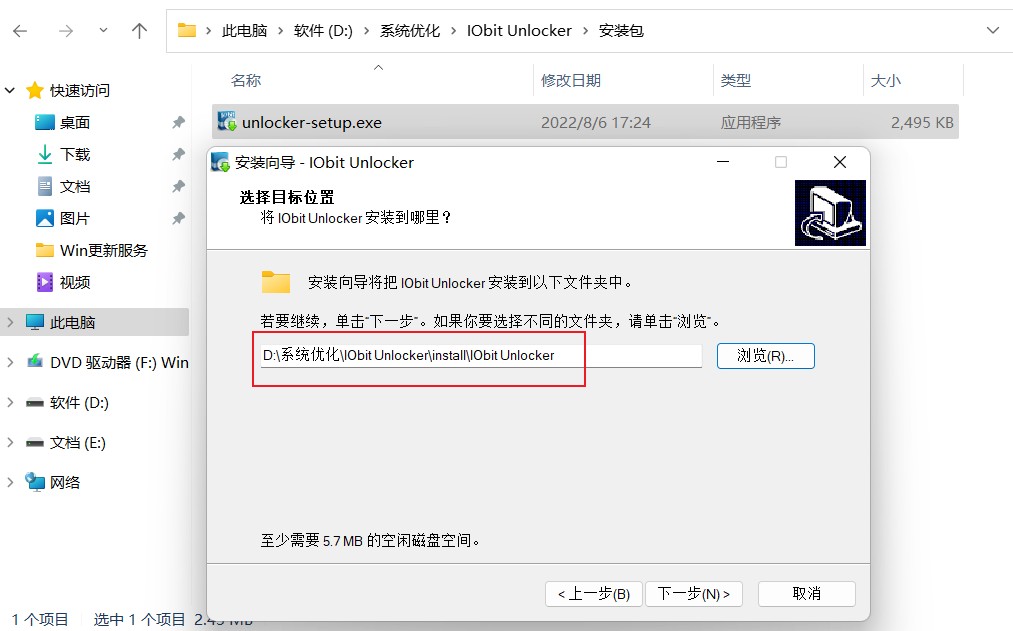 此电脑 › 软件 (D:) › 系统优化 › IObit Unlocker › 安装包
名称 修改日期 类型 大小
unlocker-setup.exe 2022/8/6 17:24 应用程序 2,495 KB
快速访问
桌面
下载
文档
图片
Win更新服务
视频
此电脑
DVD 驱动器 (F:) Win
软件 (D:)
文档 (E:)
网络
安装向导 - IObit Unlocker
选择目标位置
将 IObit Unlocker 安装到哪里？
安装向导将把 IObit Unlocker 安装到以下文件夹中。
若要继续，单击“下一步”。如果你要选择不同的文件夹，请单击“浏览”。
D:\系统优化\IObit Unlocker\install\IObit Unlocker 浏览(R)...
至少需要 5.7 MB 的空闲磁盘空间。
< 上一步(B) 下一步(N) > 取消
1 个项目 选中 1 个项目 2.43 MB